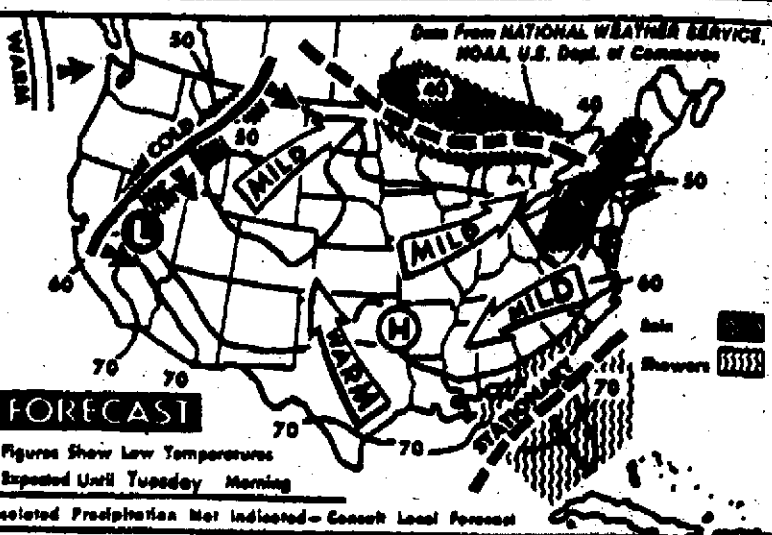 Data From NATIONAL WEATHER SERVICE,
NOAA, U.S. Dept. of Commerce
WARM
50
40
40
COLD
50
MILD
50
MILD
L
60
MILD
60
H
WARM
Rain
Showers
70
70
70
70
70
STATIONARY
FORECAST
Figures Show Low Temperatures
Expected Until Tuesday Morning
Isolated Precipitation Not Indicated – Consult Local Forecast